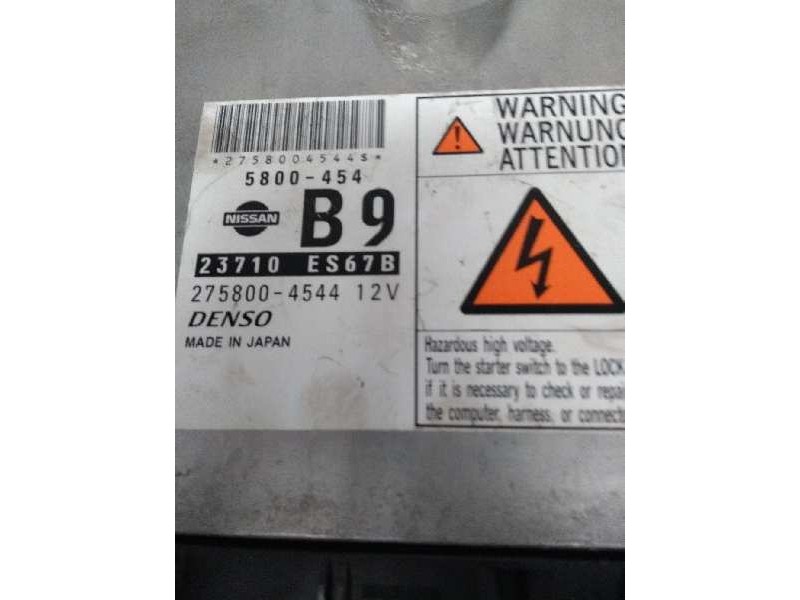 *2758004544S*
5800-454
NISSAN
B9
23710 ES67B
275800-4544 12V
DENSO
MADE IN JAPAN
WARNING
WARNUNG
ATTENTION
Hazardous high voltage.
Turn the starter switch to the LOCK
if it is necessary to check or repai
the computer, harness, or connect